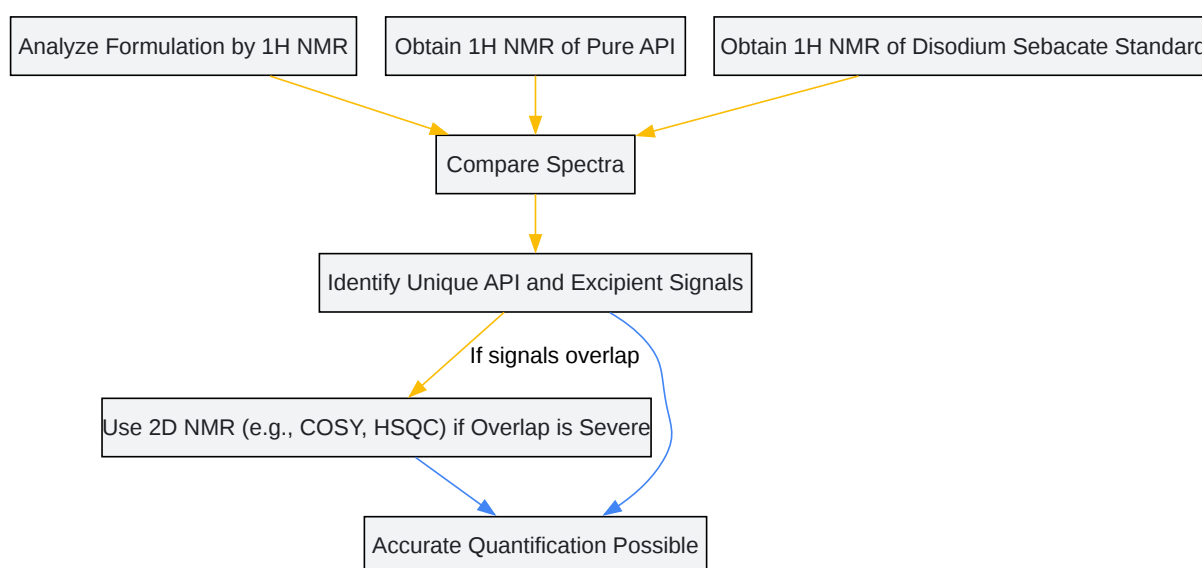 Analyze Formulation by 1H NMR
Obtain 1H NMR of Pure API
Obtain 1H NMR of Disodium Sebacate Standard
Compare Spectra
Identify Unique API and Excipient Signals
If signals overlap
Use 2D NMR (e.g., COSY, HSQC) if Overlap is Severe
Accurate Quantification Possible